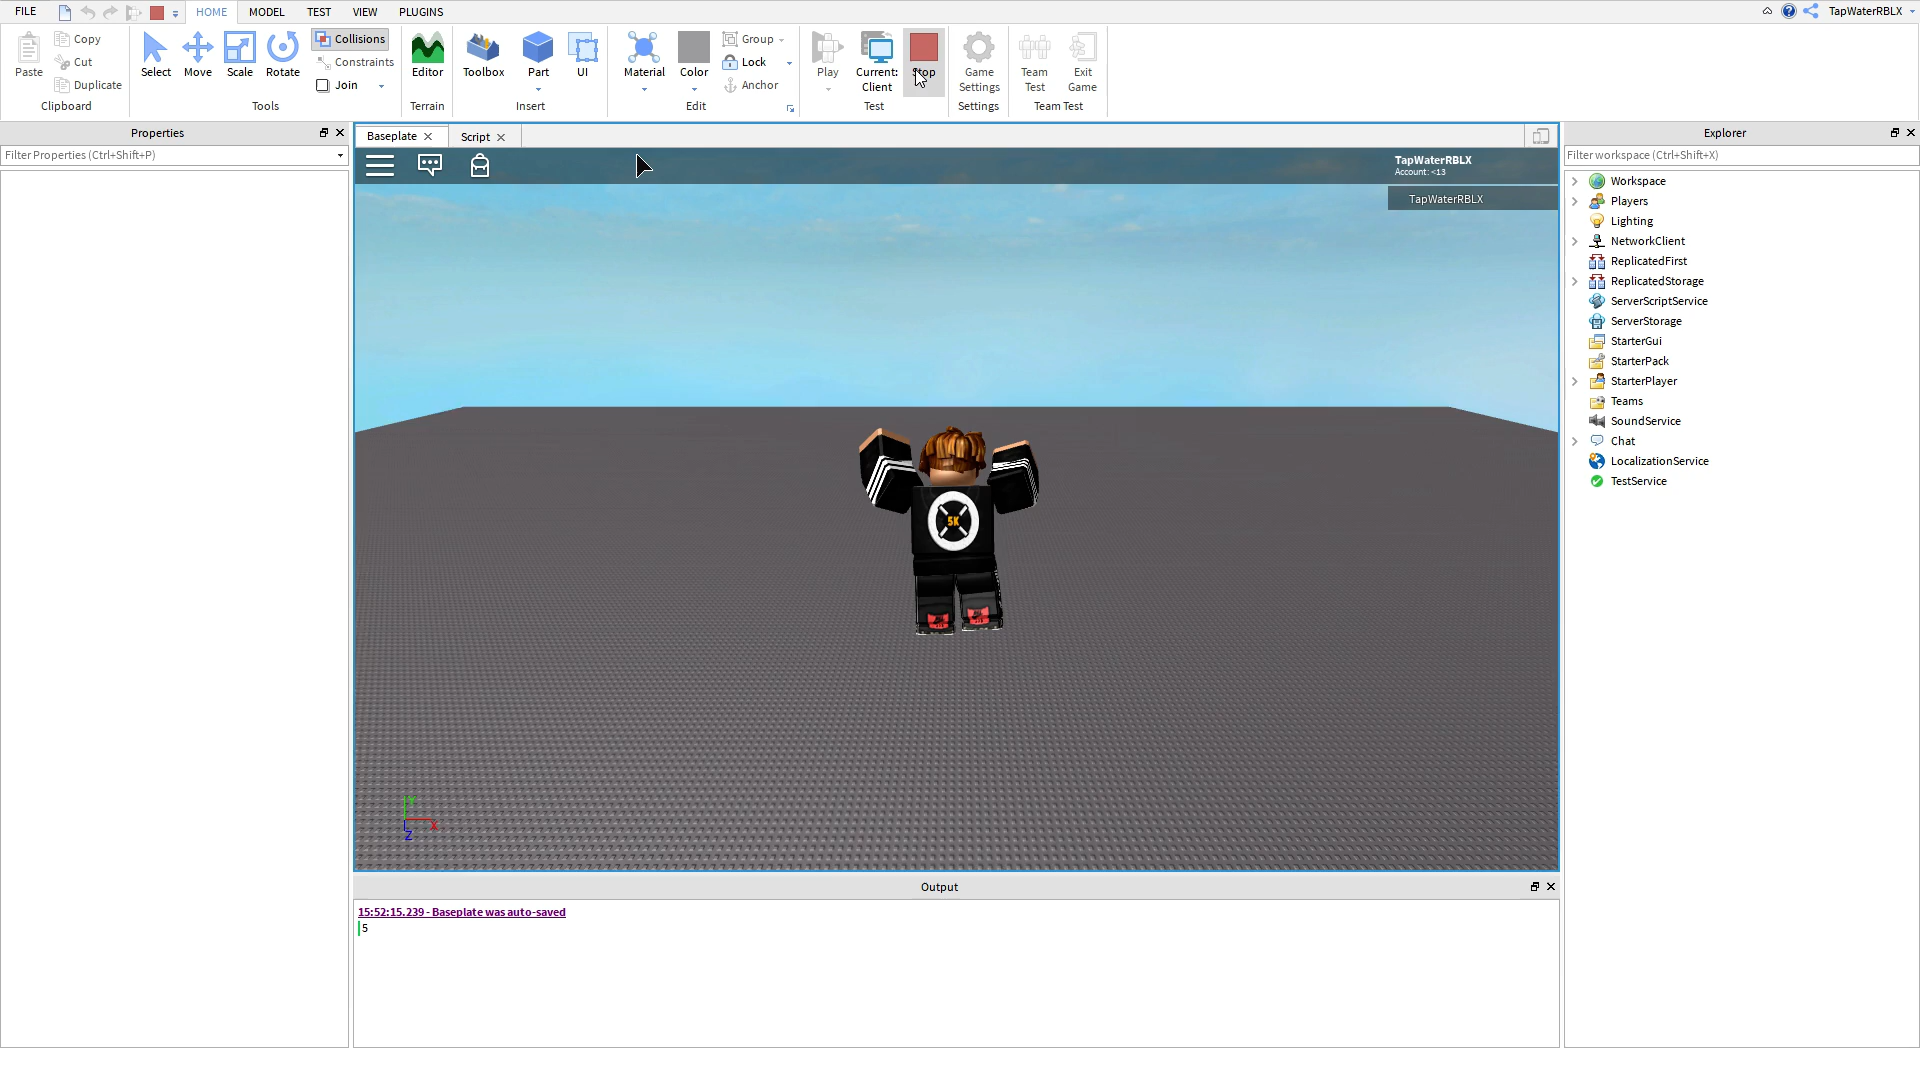 FILE
HOME
MODEL
TEST
VIEW
PLUGINS
TapWaterRBLX
Paste
Copy
Cut
Duplicate
Clipboard
Select
Move
Scale
Rotate
Collisions
Constraints
Join
Tools
Editor
Terrain
Toolbox
Part
UI
Insert
Material
Color
Group
Lock
Anchor
Edit
Play
Current:
Client
Stop
Test
Game
Settings
Settings
Team
Test
Exit
Game
Team Test
Properties
Filter Properties (Ctrl+Shift+P)
Baseplate
Script
TapWaterRBLX
Account: <13
TapWaterRBLX
5K
Y
X
Z
Output
15:52:15.239 - Baseplate was auto-saved
5
Explorer
Filter workspace (Ctrl+Shift+X)
Workspace
Players
Lighting
NetworkClient
ReplicatedFirst
ReplicatedStorage
ServerScriptService
ServerStorage
StarterGui
StarterPack
StarterPlayer
Teams
SoundService
Chat
LocalizationService
TestService